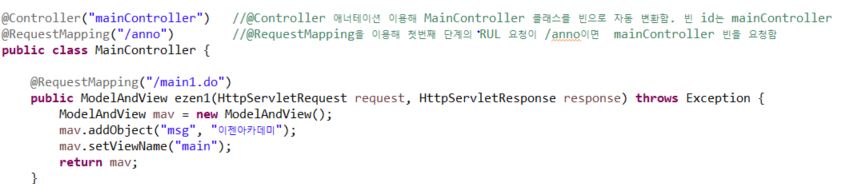 @Controller("mainController")   //@Controller 애너테이션 이용해 MainController 클래스를 빈으로 자동 변환함. 빈 id는 mainController
@RequestMapping("/anno")        //@RequestMapping을 이용해 첫번째 단계의 RUL 요청이 /anno이면  mainController 빈을 요청함
public class MainController {
    @RequestMapping("/main1.do")
    public ModelAndView ezen1(HttpServletRequest request, HttpServletResponse response) throws Exception {
        ModelAndView mav = new ModelAndView();
        mav.addObject("msg", "이젠아카데미");
        mav.setViewName("main");
        return mav;
    }